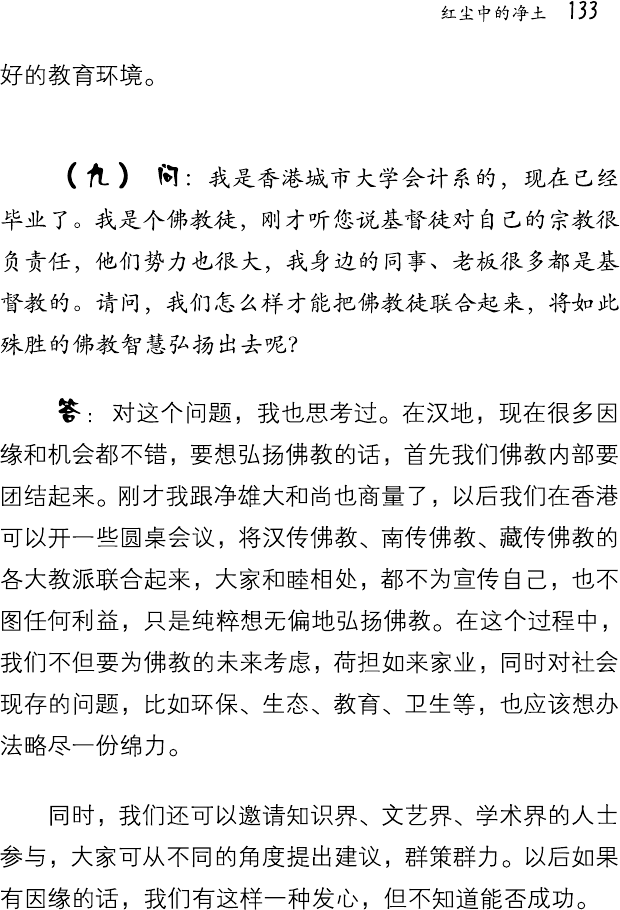 红尘中的净土 133
好的教育环境。
（九） 问：我是香港城市大学会计系的，现在已经
毕业了。我是个佛教徒，刚才听您说基督徒对自己的宗教很
负责任，他们势力也很大，我身边的同事、老板很多都是基
督教的。请问，我们怎么样才能把佛教徒联合起来，将如此
殊胜的佛教智慧弘扬出去呢？
答：对这个问题，我也思考过。在汉地，现在很多因
缘和机会都不错，要想弘扬佛教的话，首先我们佛教内部要
团结起来。刚才我跟净雄大和尚也商量了，以后我们在香港
可以开一些圆桌会议，将汉传佛教、南传佛教、藏传佛教的
各大教派联合起来，大家和睦相处，都不为宣传自己，也不
图任何利益，只是纯粹想无偏地弘扬佛教。在这个过程中，
我们不但要为佛教的未来考虑，荷担如来家业，同时对社会
现存的问题，比如环保、生态、教育、卫生等，也应该想办
法略尽一份绵力。
同时，我们还可以邀请知识界、文艺界、学术界的人士
参与，大家可从不同的角度提出建议，群策群力。以后如果
有因缘的话，我们有这样一种发心，但不知道能否成功。